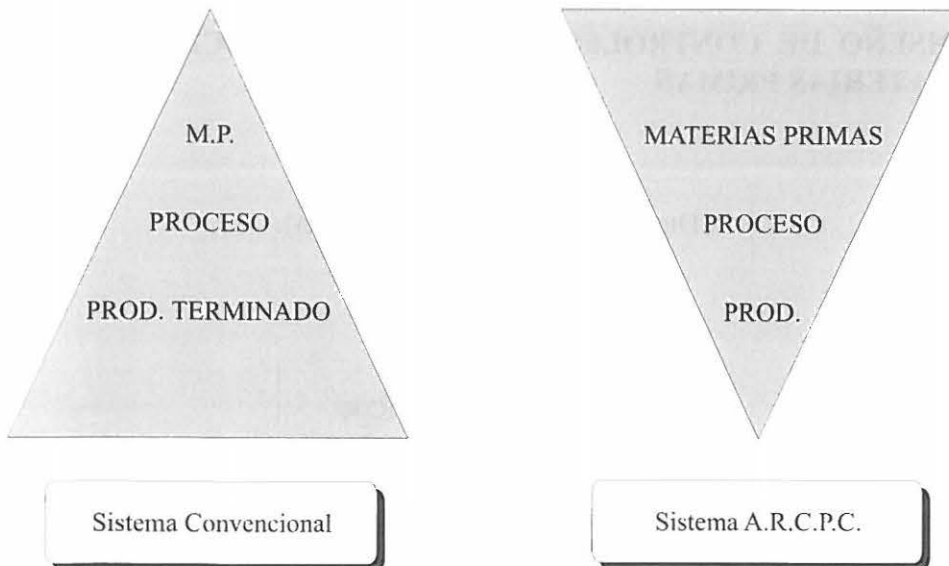 M.P.
PROCESO
PROD. TERMINADO
Sistema Convencional
MATERIAS PRIMAS
PROCESO
PROD.
Sistema A.R.C.P.C.